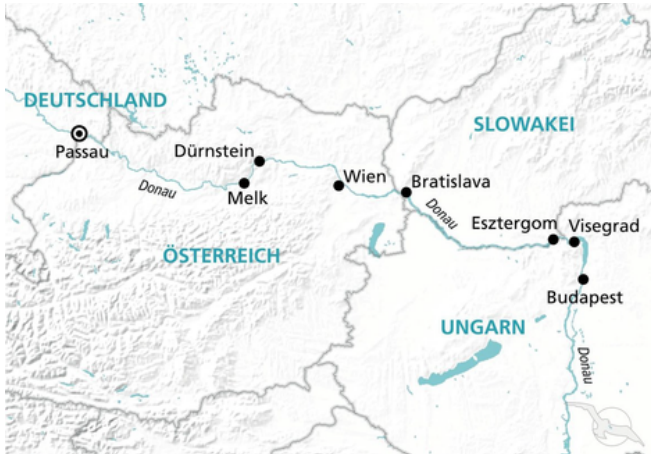 DEUTSCHLAND
Passau
Donau
Dürnstein
Melk
Wien
ÖSTERREICH
SLOWAKEI
Bratislava
Donau
Esztergom
Visegrad
Budapest
UNGARN
Donau